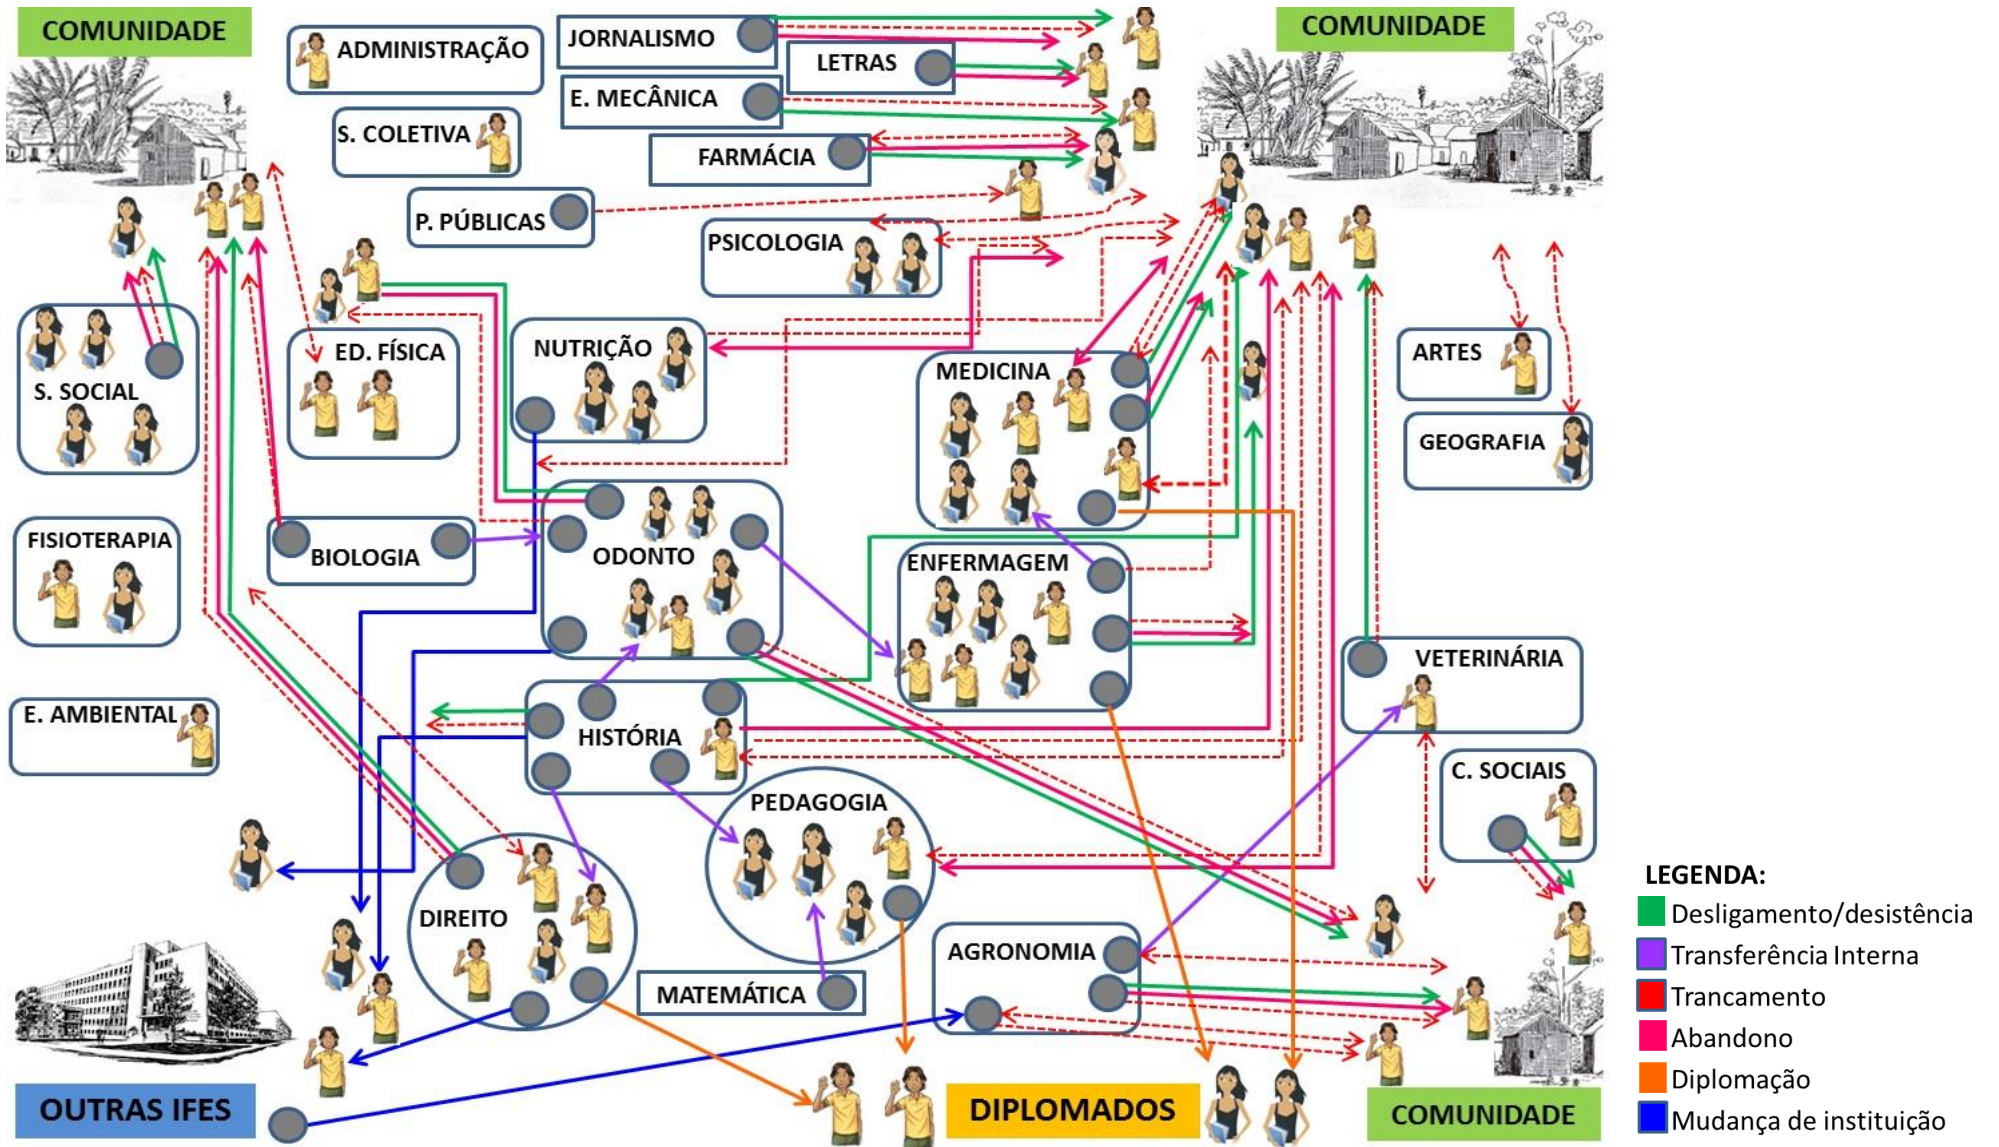 COMUNIDADE
COMUNIDADE
ADMINISTRAÇÃO
JORNALISMO
LETRAS
E. MECÂNICA
S. COLETIVA
FARMÁCIA
P. PÚBLICAS
PSICOLOGIA
S. SOCIAL
ED. FÍSICA
NUTRIÇÃO
MEDICINA
ARTES
GEOGRAFIA
FISIOTERAPIA
BIOLOGIA
ODONTO
ENFERMAGEM
VETERINÁRIA
E. AMBIENTAL
HISTÓRIA
C. SOCIAIS
PEDAGOGIA
DIREITO
AGRONOMIA
MATEMÁTICA
OUTRAS IFES
DIPLOMADOS
COMUNIDADE
LEGENDA:
Desligamento/desistência
Transferência Interna
Trancamento
Abandono
Diplomação
Mudança de instituição